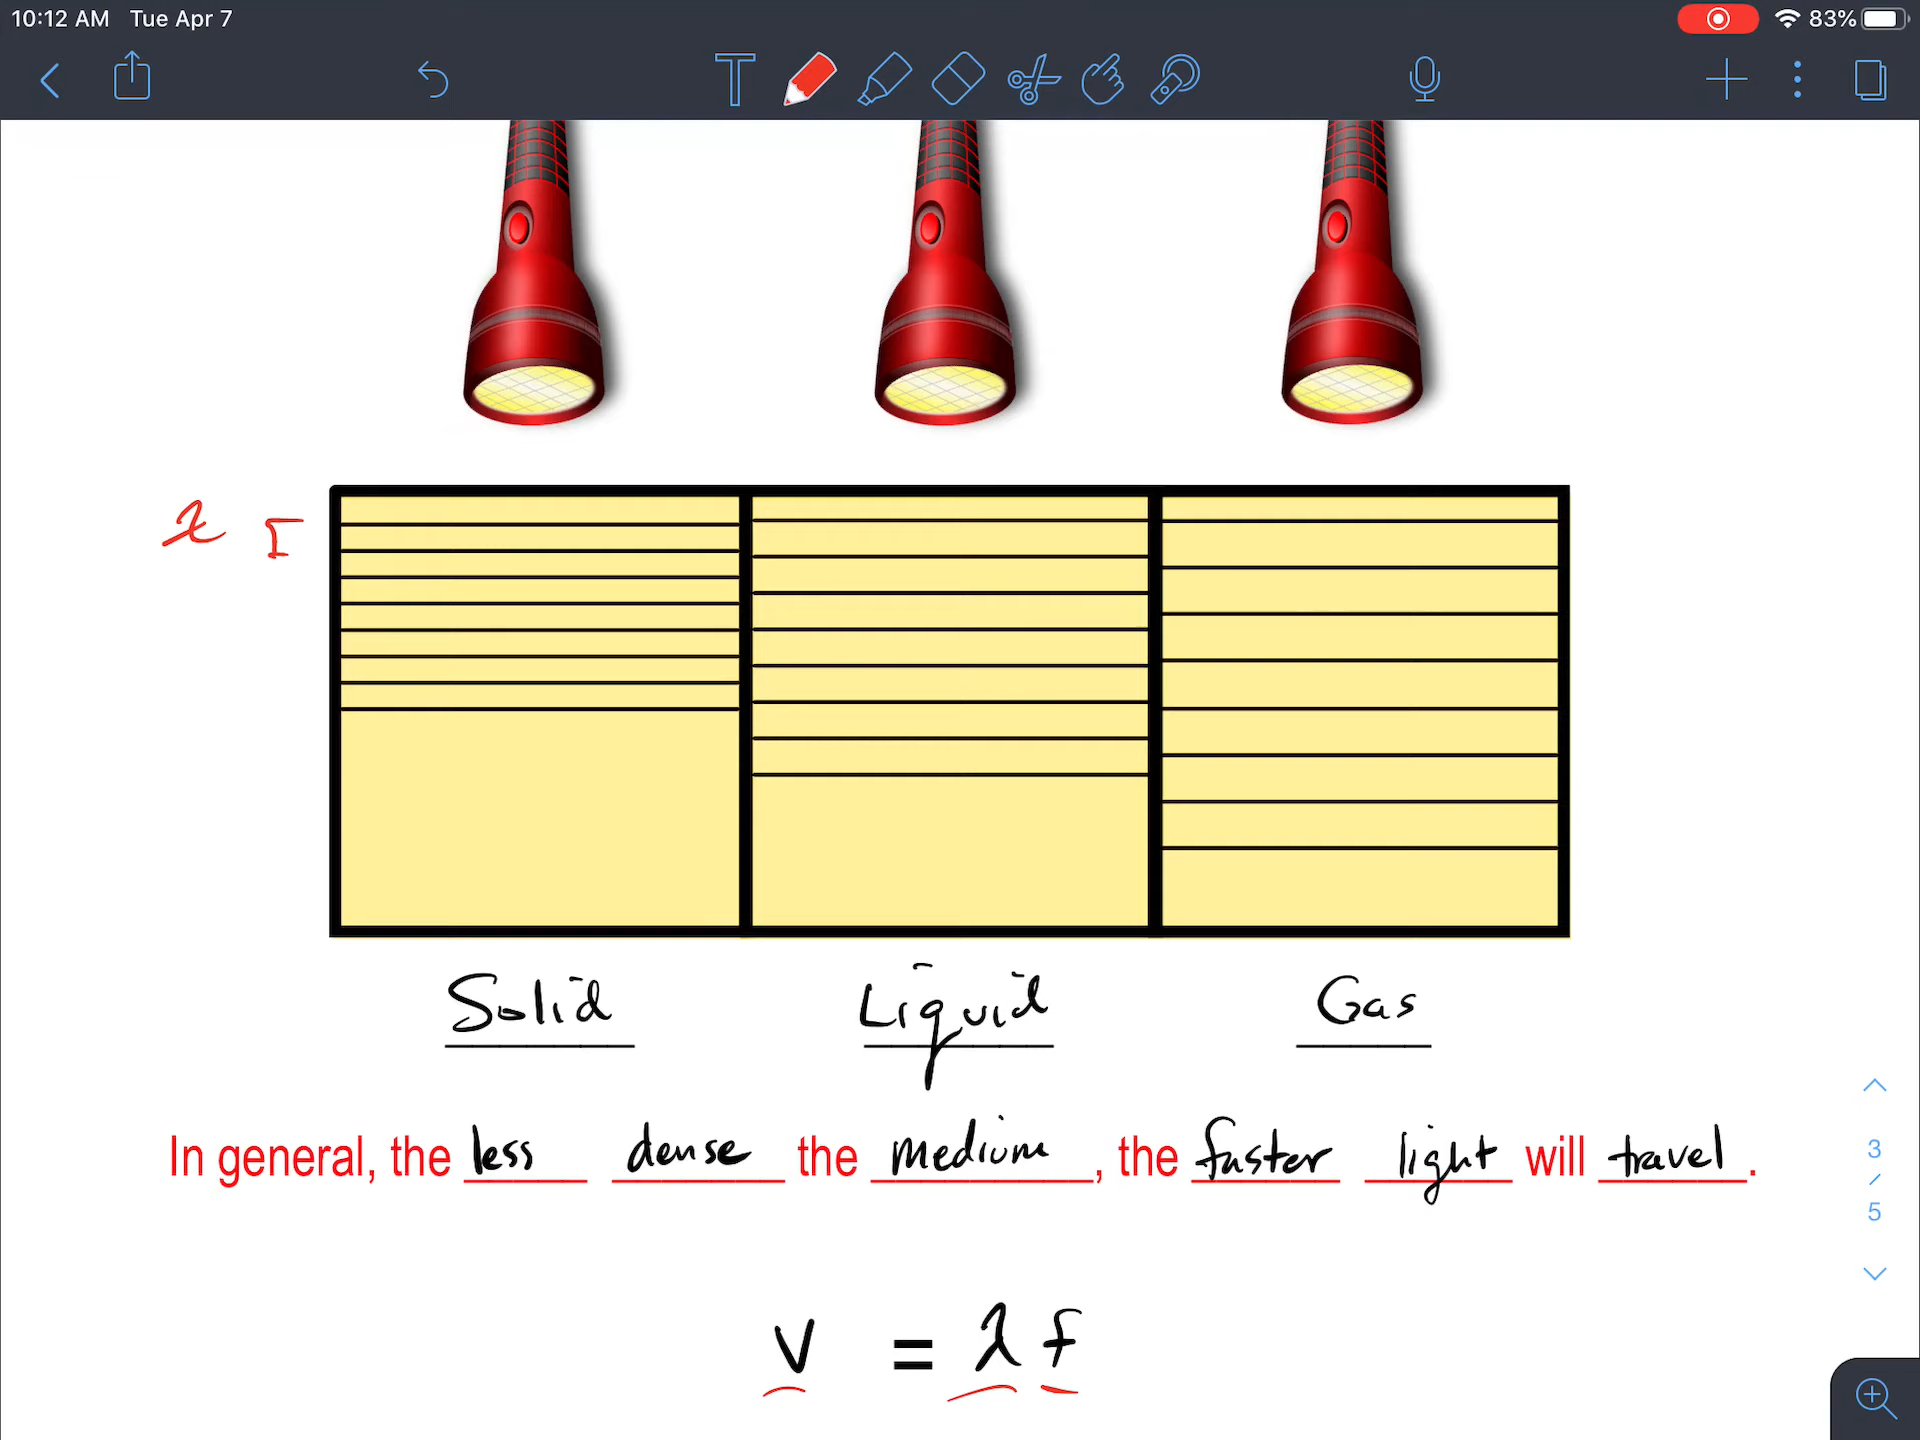 10:12 AM Tue Apr 7 83%
λ
Solid Liquid Gas
In general, the less dense the medium, the faster light will travel.
3
/
5
v = λ f